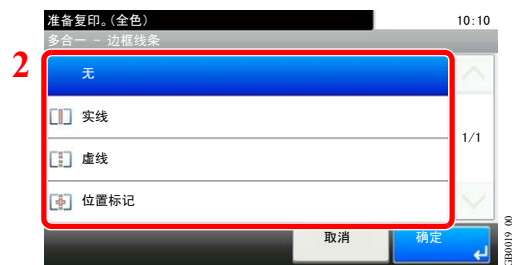 准备复印。(全色) 10:10
多合一 - 边框线条
2
无
实线
1/1
虚线
位置标记
取消 确定
GB0019_00